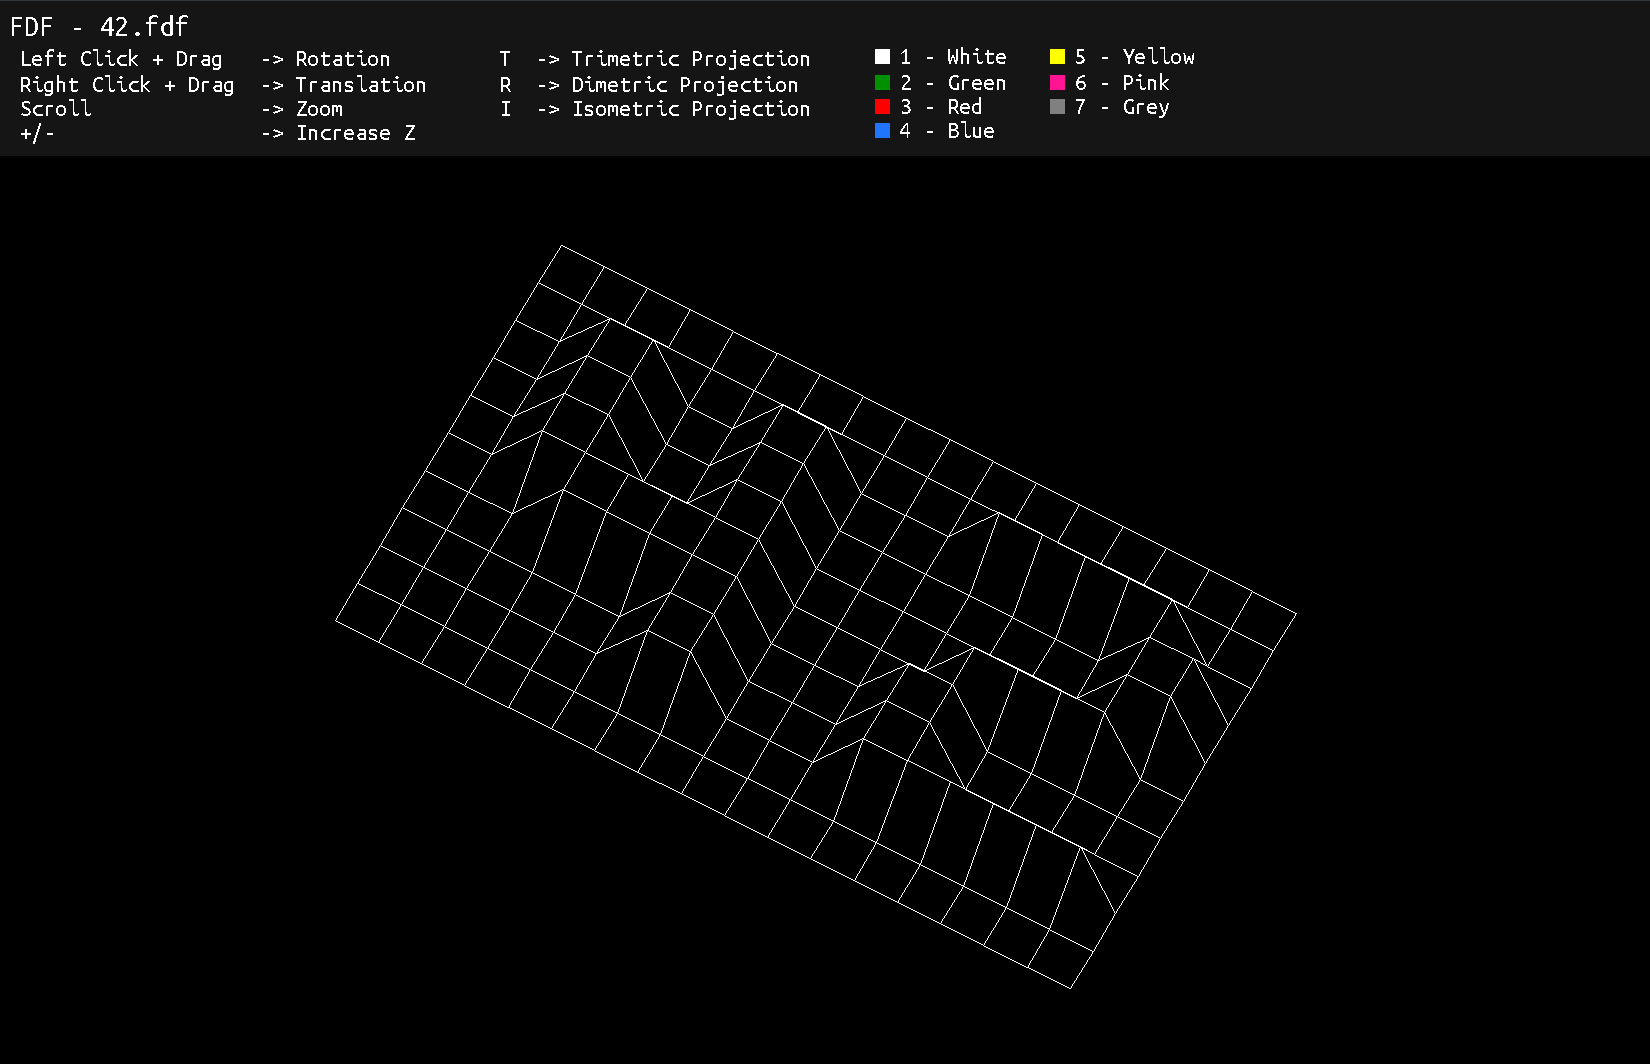 FDF - 42.fdf
Left Click + Drag -> Rotation T -> Trimetric Projection 1 - White 5 - Yellow
Right Click + Drag -> Translation R -> Dimetric Projection 2 - Green 6 - Pink
Scroll -> Zoom I -> Isometric Projection 3 - Red 7 - Grey
+/- -> Increase Z 4 - Blue